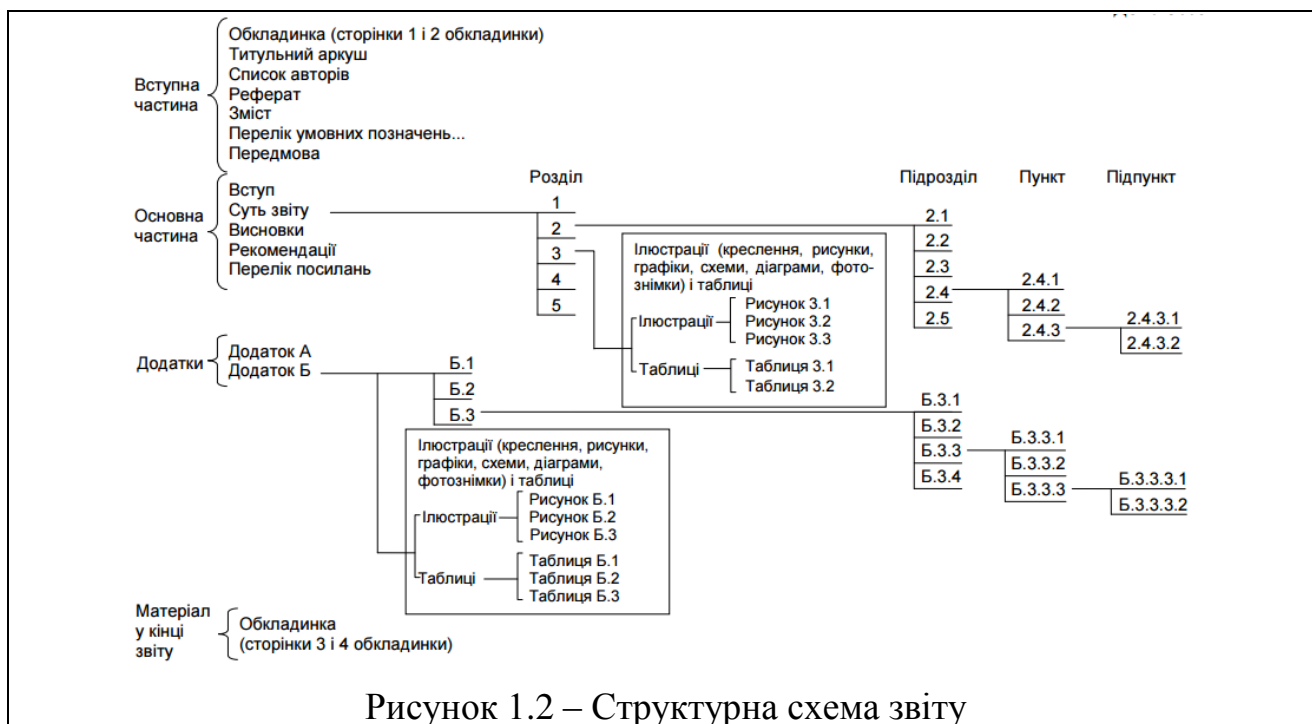 Вступна
частина
Обкладинка (сторінки 1 і 2 обкладинки)
Титульний аркуш
Список авторів
Реферат
Зміст
Перелік умовних позначень...
Передмова
Розділ
Підрозділ
Пункт
Підпункт
Основна
частина
Вступ
Суть звіту
Висновки
Рекомендації
Перелік посилань
1
2
3
4
5
Ілюстрації (креслення, рисунки,
графіки, схеми, діаграми, фото-
знімки) і таблиці
Ілюстрації
Рисунок 3.1
Рисунок 3.2
Рисунок 3.3
Таблиці
Таблиця 3.1
Таблиця 3.2
2.1
2.2
2.3
2.4
2.5
2.4.1
2.4.2
2.4.3
2.4.3.1
2.4.3.2
Додатки
Додаток А
Додаток Б
Б.1
Б.2
Б.3
Ілюстрації (креслення, рисунки,
графіки, схеми, діаграми,
фотознімки) і таблиці
Ілюстрації
Рисунок Б.1
Рисунок Б.2
Рисунок Б.3
Таблиці
Таблиця Б.1
Таблиця Б.2
Таблиця Б.3
Б.3.1
Б.3.2
Б.3.3
Б.3.4
Б.3.3.1
Б.3.3.2
Б.3.3.3
Б.3.3.3.1
Б.3.3.3.2
Матеріал
у кінці
звіту
Обкладинка
(сторінки 3 і 4 обкладинки)
Рисунок 1.2 – Структурна схема звіту